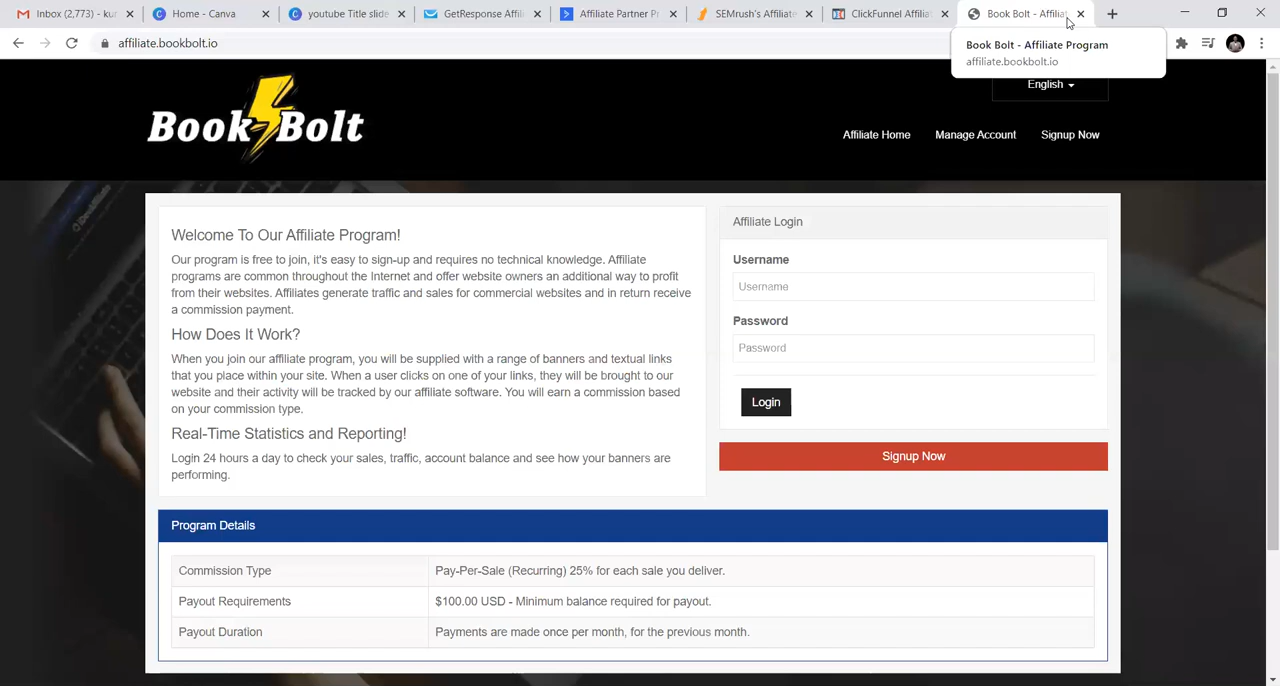 Inbox (2,773) - kur
Home - Canva
youtube Title slide
GetResponse Affili
Affiliate Partner Pr
SEMrush's Affiliate
ClickFunnel Affiliat
Book Bolt - Affiliat
affiliate.bookbolt.io
Book Bolt - Affiliate Program
affiliate.bookbolt.io
English
Book Bolt
Affiliate Home
Manage Account
Signup Now
Welcome To Our Affiliate Program!
Our program is free to join, it's easy to sign-up and requires no technical knowledge. Affiliate
programs are common throughout the Internet and offer website owners an additional way to profit
from their websites. Affiliates generate traffic and sales for commercial websites and in return receive
a commission payment.
How Does It Work?
When you join our affiliate program, you will be supplied with a range of banners and textual links
that you place within your site. When a user clicks on one of your links, they will be brought to our
website and their activity will be tracked by our affiliate software. You will earn a commission based
on your commission type.
Real-Time Statistics and Reporting!
Login 24 hours a day to check your sales, traffic, account balance and see how your banners are
performing.
Affiliate Login
Username
Username
Password
Password
Login
Signup Now
Program Details
Commission Type
Pay-Per-Sale (Recurring) 25% for each sale you deliver.
Payout Requirements
$100.00 USD - Minimum balance required for payout.
Payout Duration
Payments are made once per month, for the previous month.